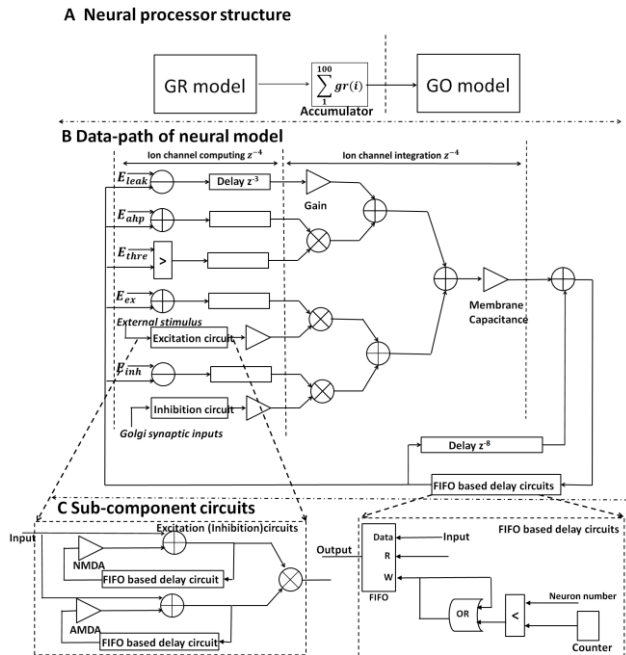 A Neural processor structure
GR model
100
∑ gr(i)
1
Accumulator
GO model
B Data-path of neural model
Ion channel computing z⁻⁴
Ion channel integration z⁻⁴
E_leak
Delay z⁻³
Gain
E_ahp
E_thre
>
E_ex
External stimulus
Excitation circuit
Membrane
Capacitance
E_inh
Inhibition circuit
Golgi synaptic inputs
Delay z⁻⁸
FIFO based delay circuits
C Sub-component circuits
Excitation (Inhibition)circuits
Input
NMDA
FIFO based delay circuit
AMDA
FIFO based delay circuit
FIFO based delay circuits
Output
Data
Input
R
W
FIFO
OR
<
Neuron number
Counter